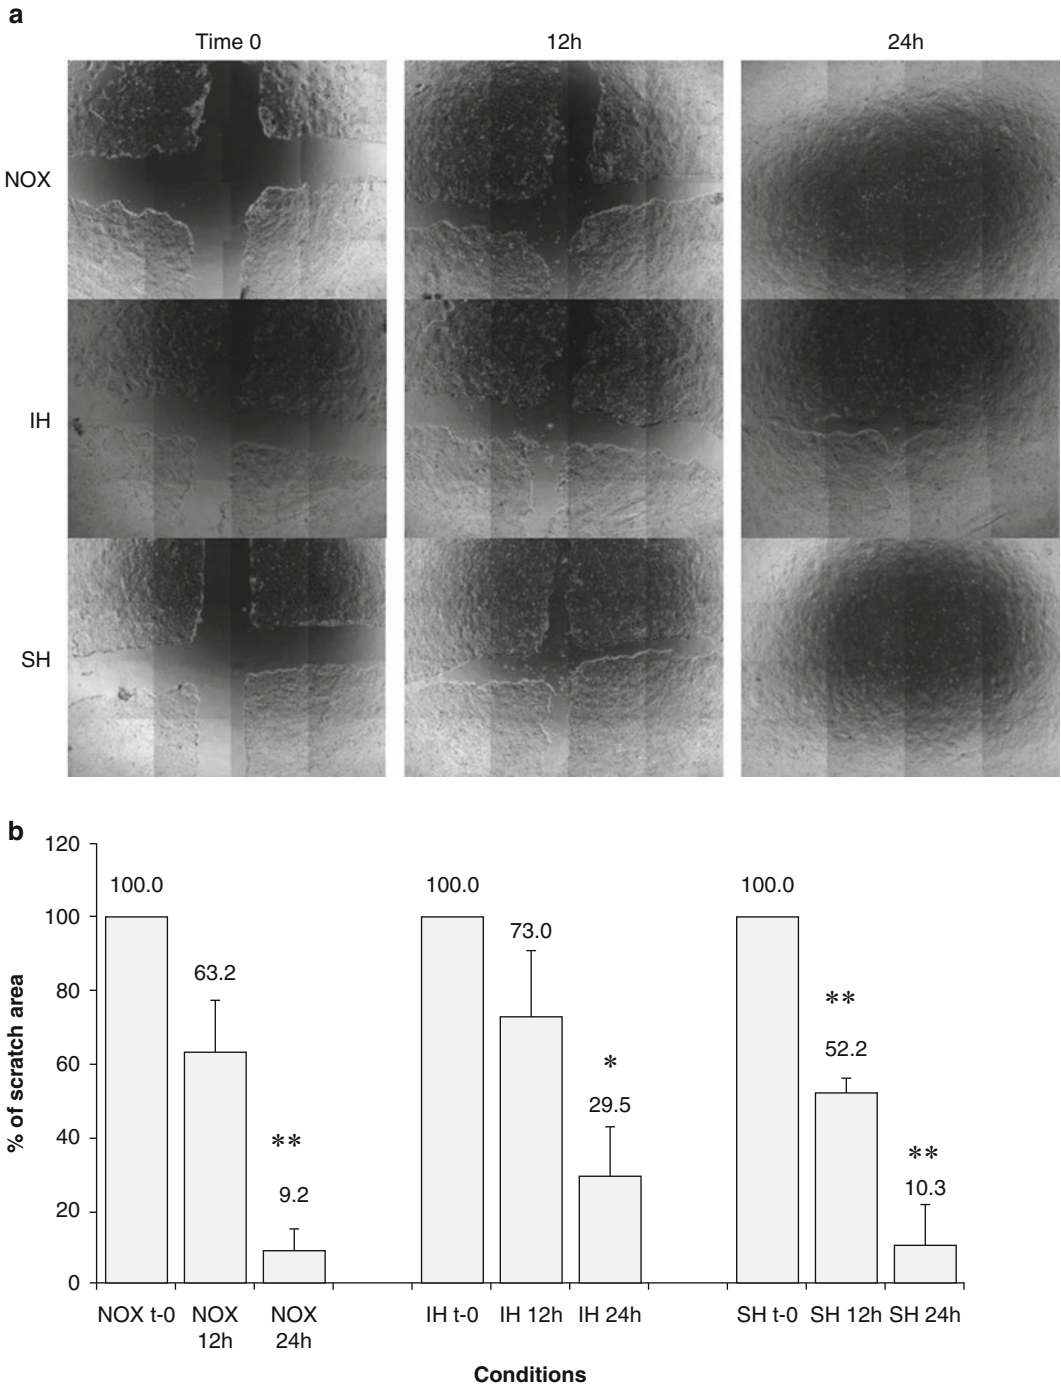 a
Time 0 12h 24h
NOX
IH
SH
b
120
100
80
60
40
20
0
% of scratch area
100.0
63.2
**
9.2
100.0
73.0
*
29.5
100.0
**
52.2
**
10.3
NOX t-0 NOX 12h NOX 24h IH t-0 IH 12h IH 24h SH t-0 SH 12h SH 24h
Conditions